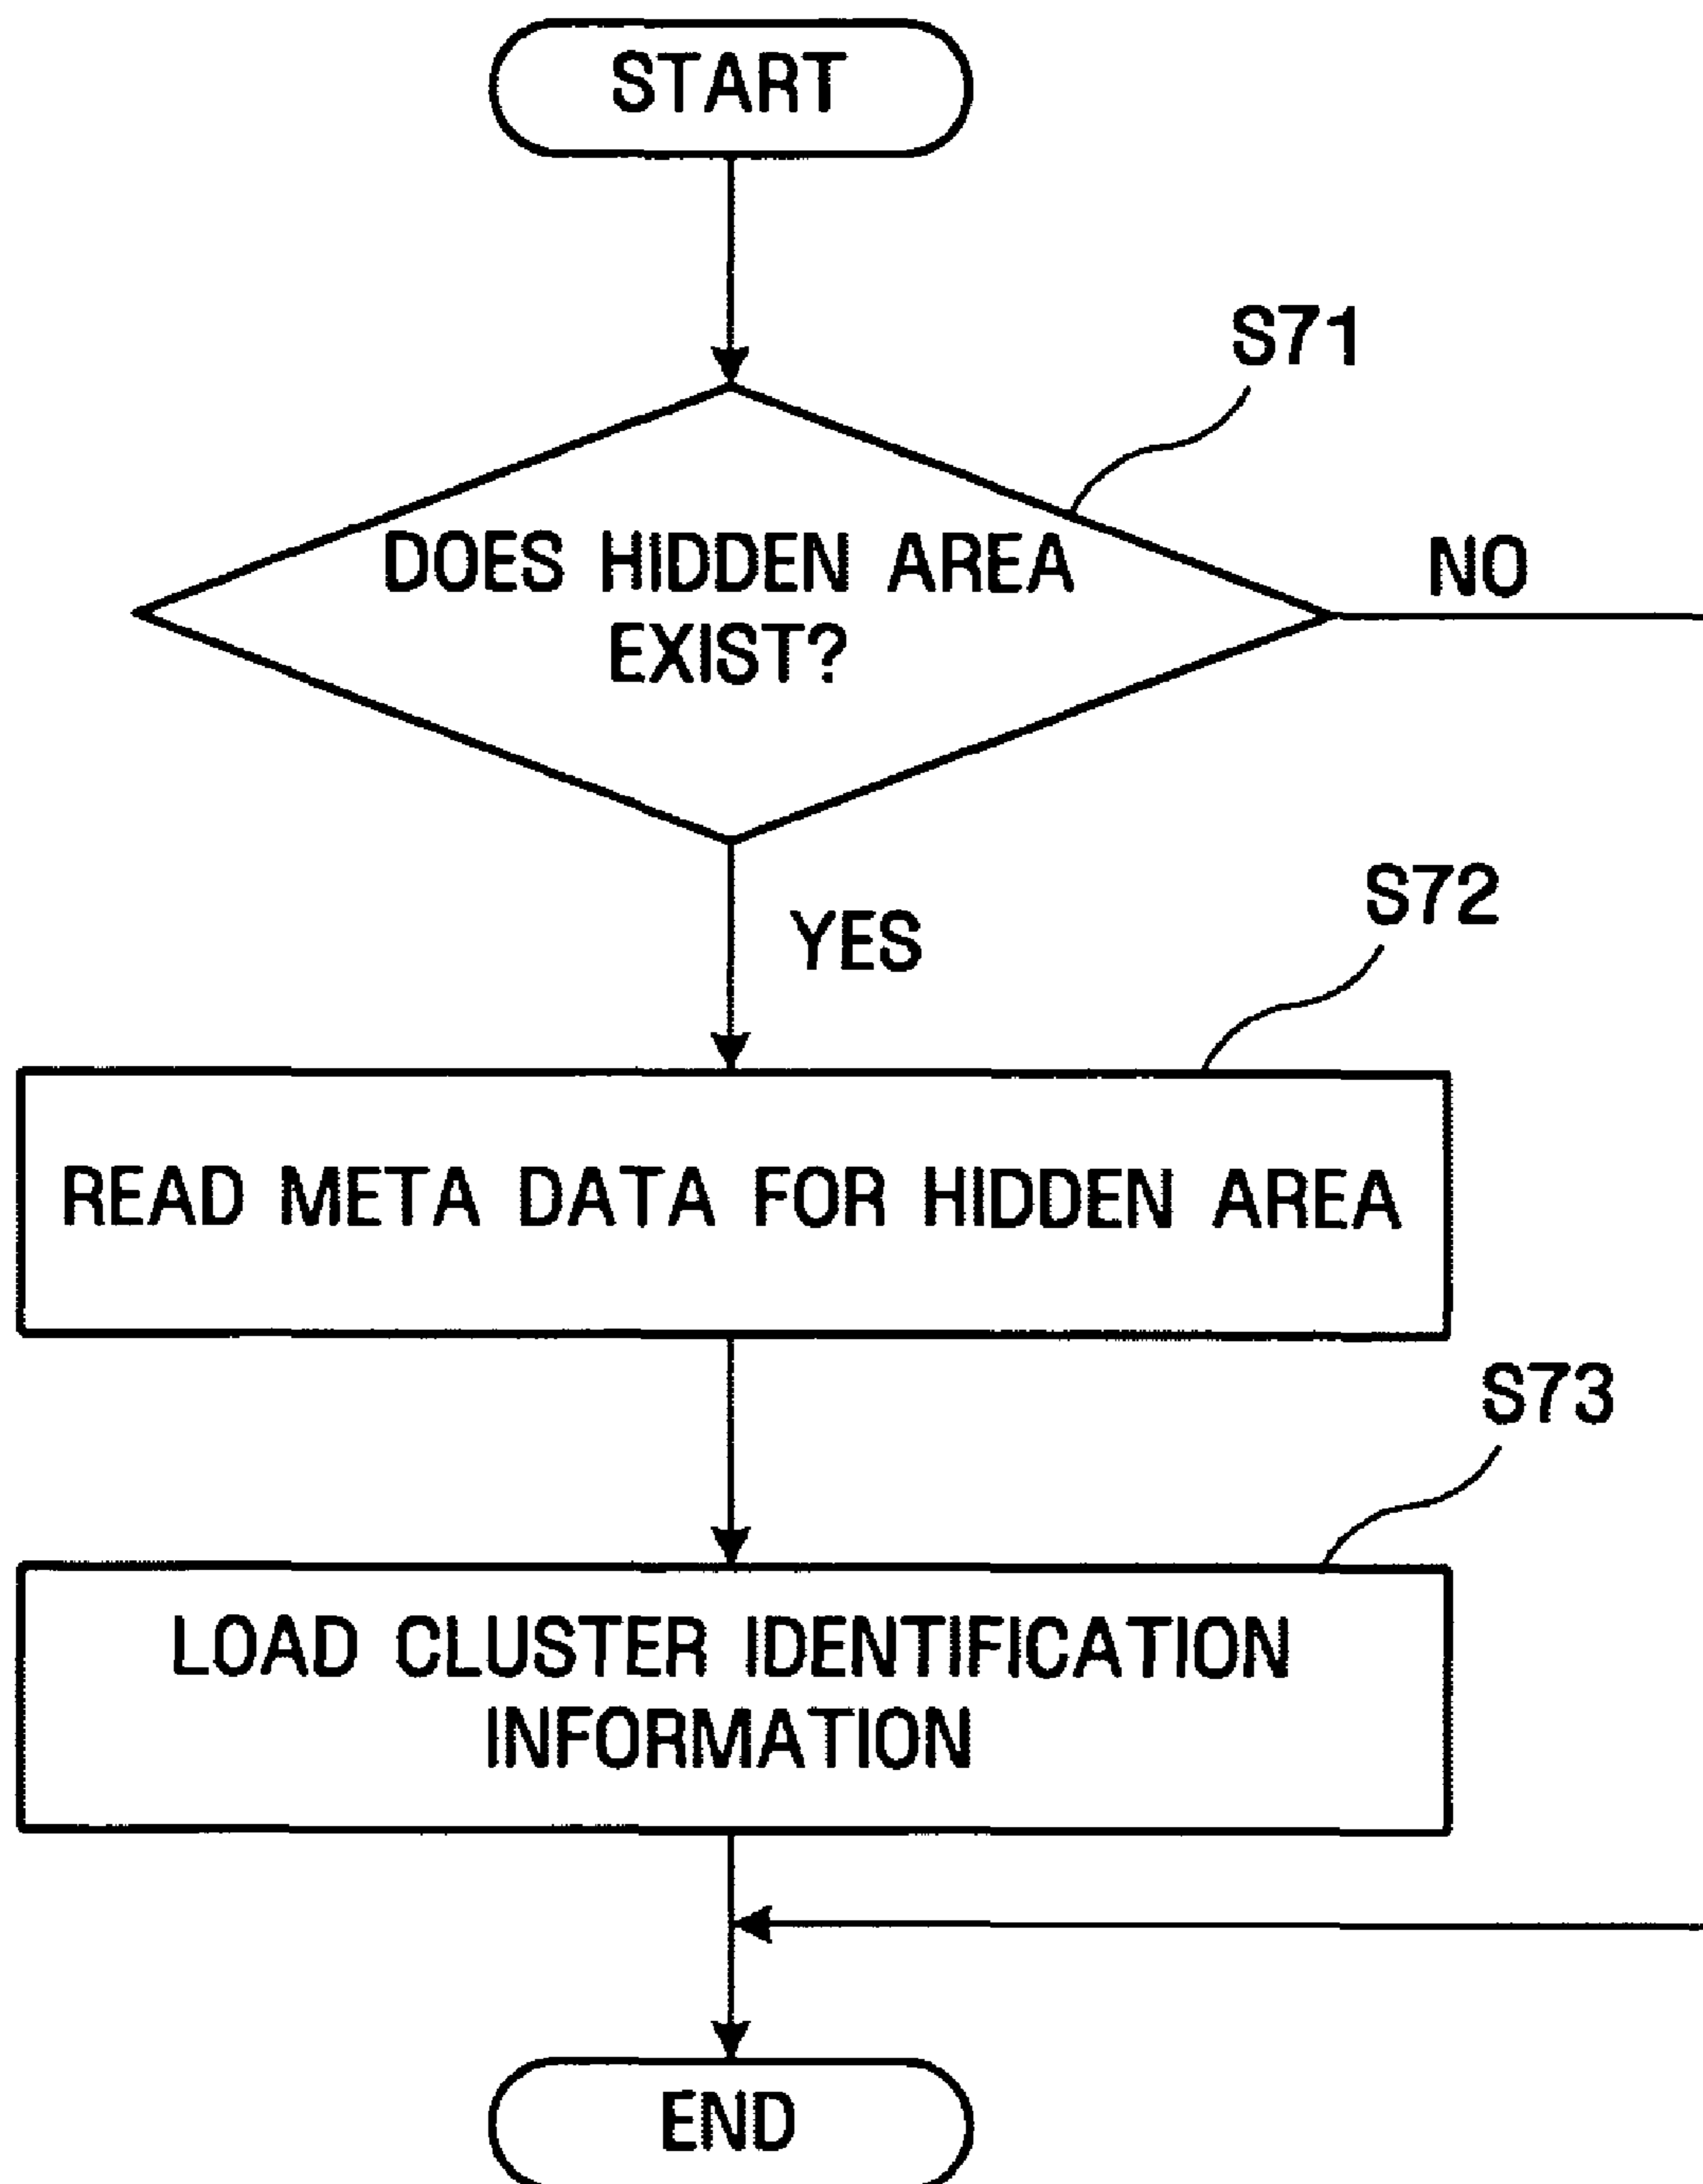 START
S71
DOES HIDDEN AREA
EXIST?
NO
YES
S72
READ META DATA FOR HIDDEN AREA
S73
LOAD CLUSTER IDENTIFICATION
INFORMATION
END